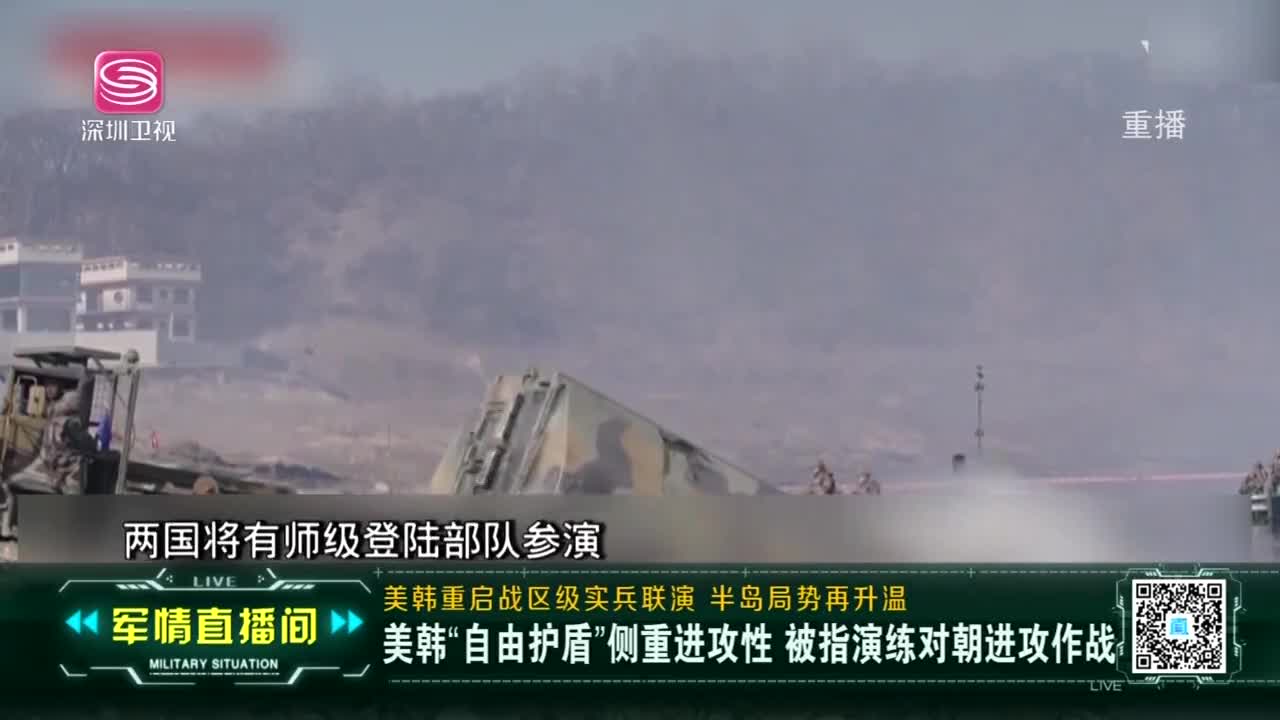 深圳卫视
重播
两国将有师级登陆部队参演
LIVE
军情直播间
MILITARY SITUATION
美韩重启战区级实兵联演 半岛局势再升温
美韩“自由护盾”侧重进攻性 被指演练对朝进攻作战
LIVE